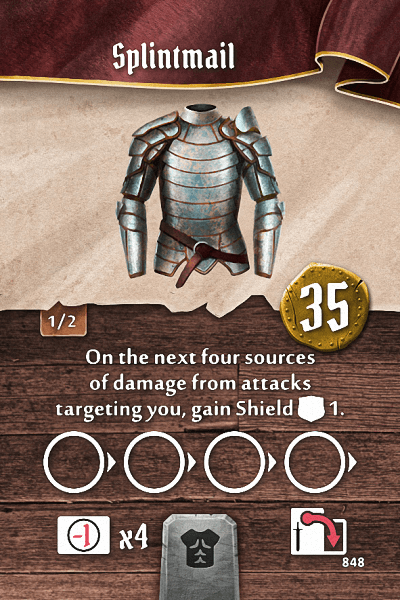 Splintmail
1/2
35
On the next four sources
of damage from attacks
targeting you, gain Shield 1.
-1 x4
848